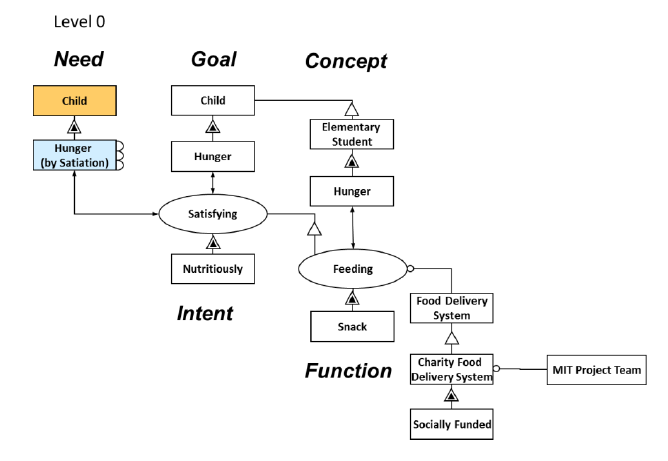 Level 0
Need
Goal
Concept
Child
Child
Elementary
Student
Hunger
(by Satiation)
Hunger
Hunger
Satisfying
Nutritiously
Feeding
Intent
Snack
Food Delivery
System
Function
Charity Food
Delivery System
MIT Project Team
Socially Funded